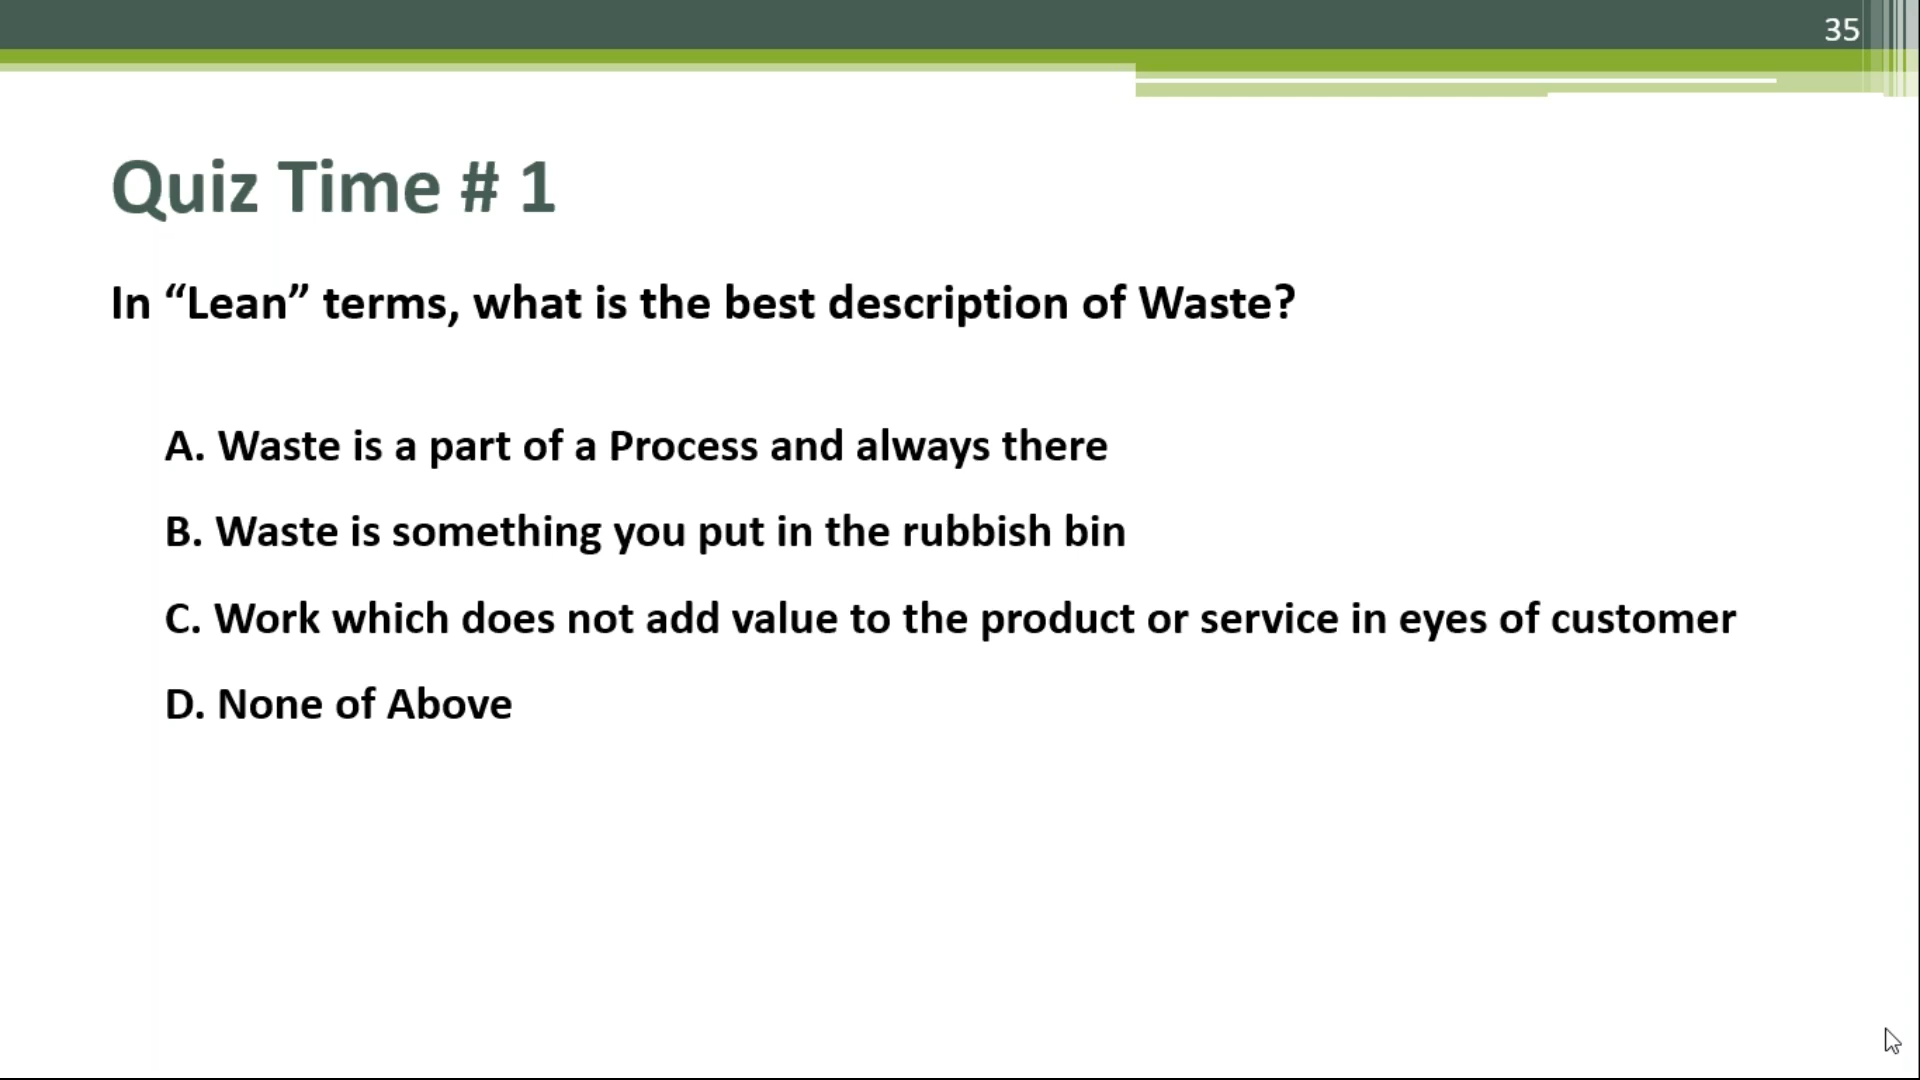 35
Quiz Time # 1
In “Lean” terms, what is the best description of Waste?
A. Waste is a part of a Process and always there
B. Waste is something you put in the rubbish bin
C. Work which does not add value to the product or service in eyes of customer
D. None of Above